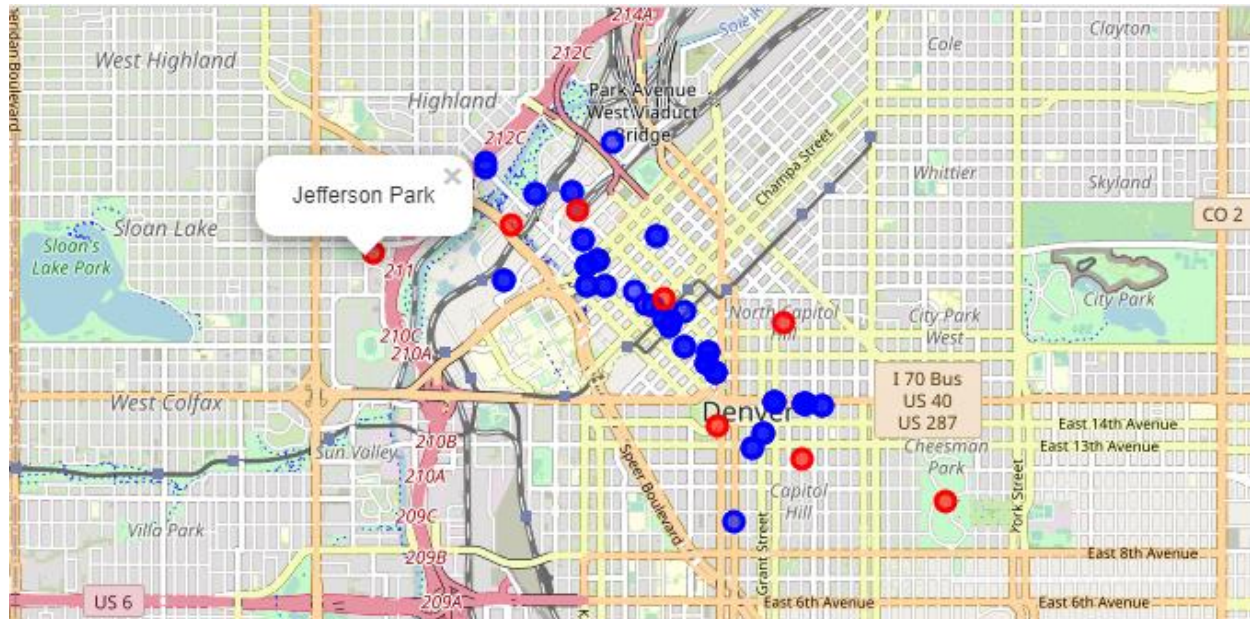 214A
Clayton
Cole
West Highland
212C
Park Avenue
West Viaduct
Bridge
Highland
212C
Champa Street
Whittier
Skyland
×
Jefferson Park
Sloan Lake
CO 2
Sloan's
Lake Park
211
City Park
North Capitol
Hill
City Park
West
210C
210A
I 70 Bus
US 40
US 287
West Colfax
Denver
East 14th Avenue
210B
East 13th Avenue
Sun Valley
Cheesman
Park
210A
Speer Boulevard
Capitol
Hill
York Street
209C
Villa Park
Grant Street
209B
East 8th Avenue
US 6
209A
K
East 6th Avenue
East 6th Avenue